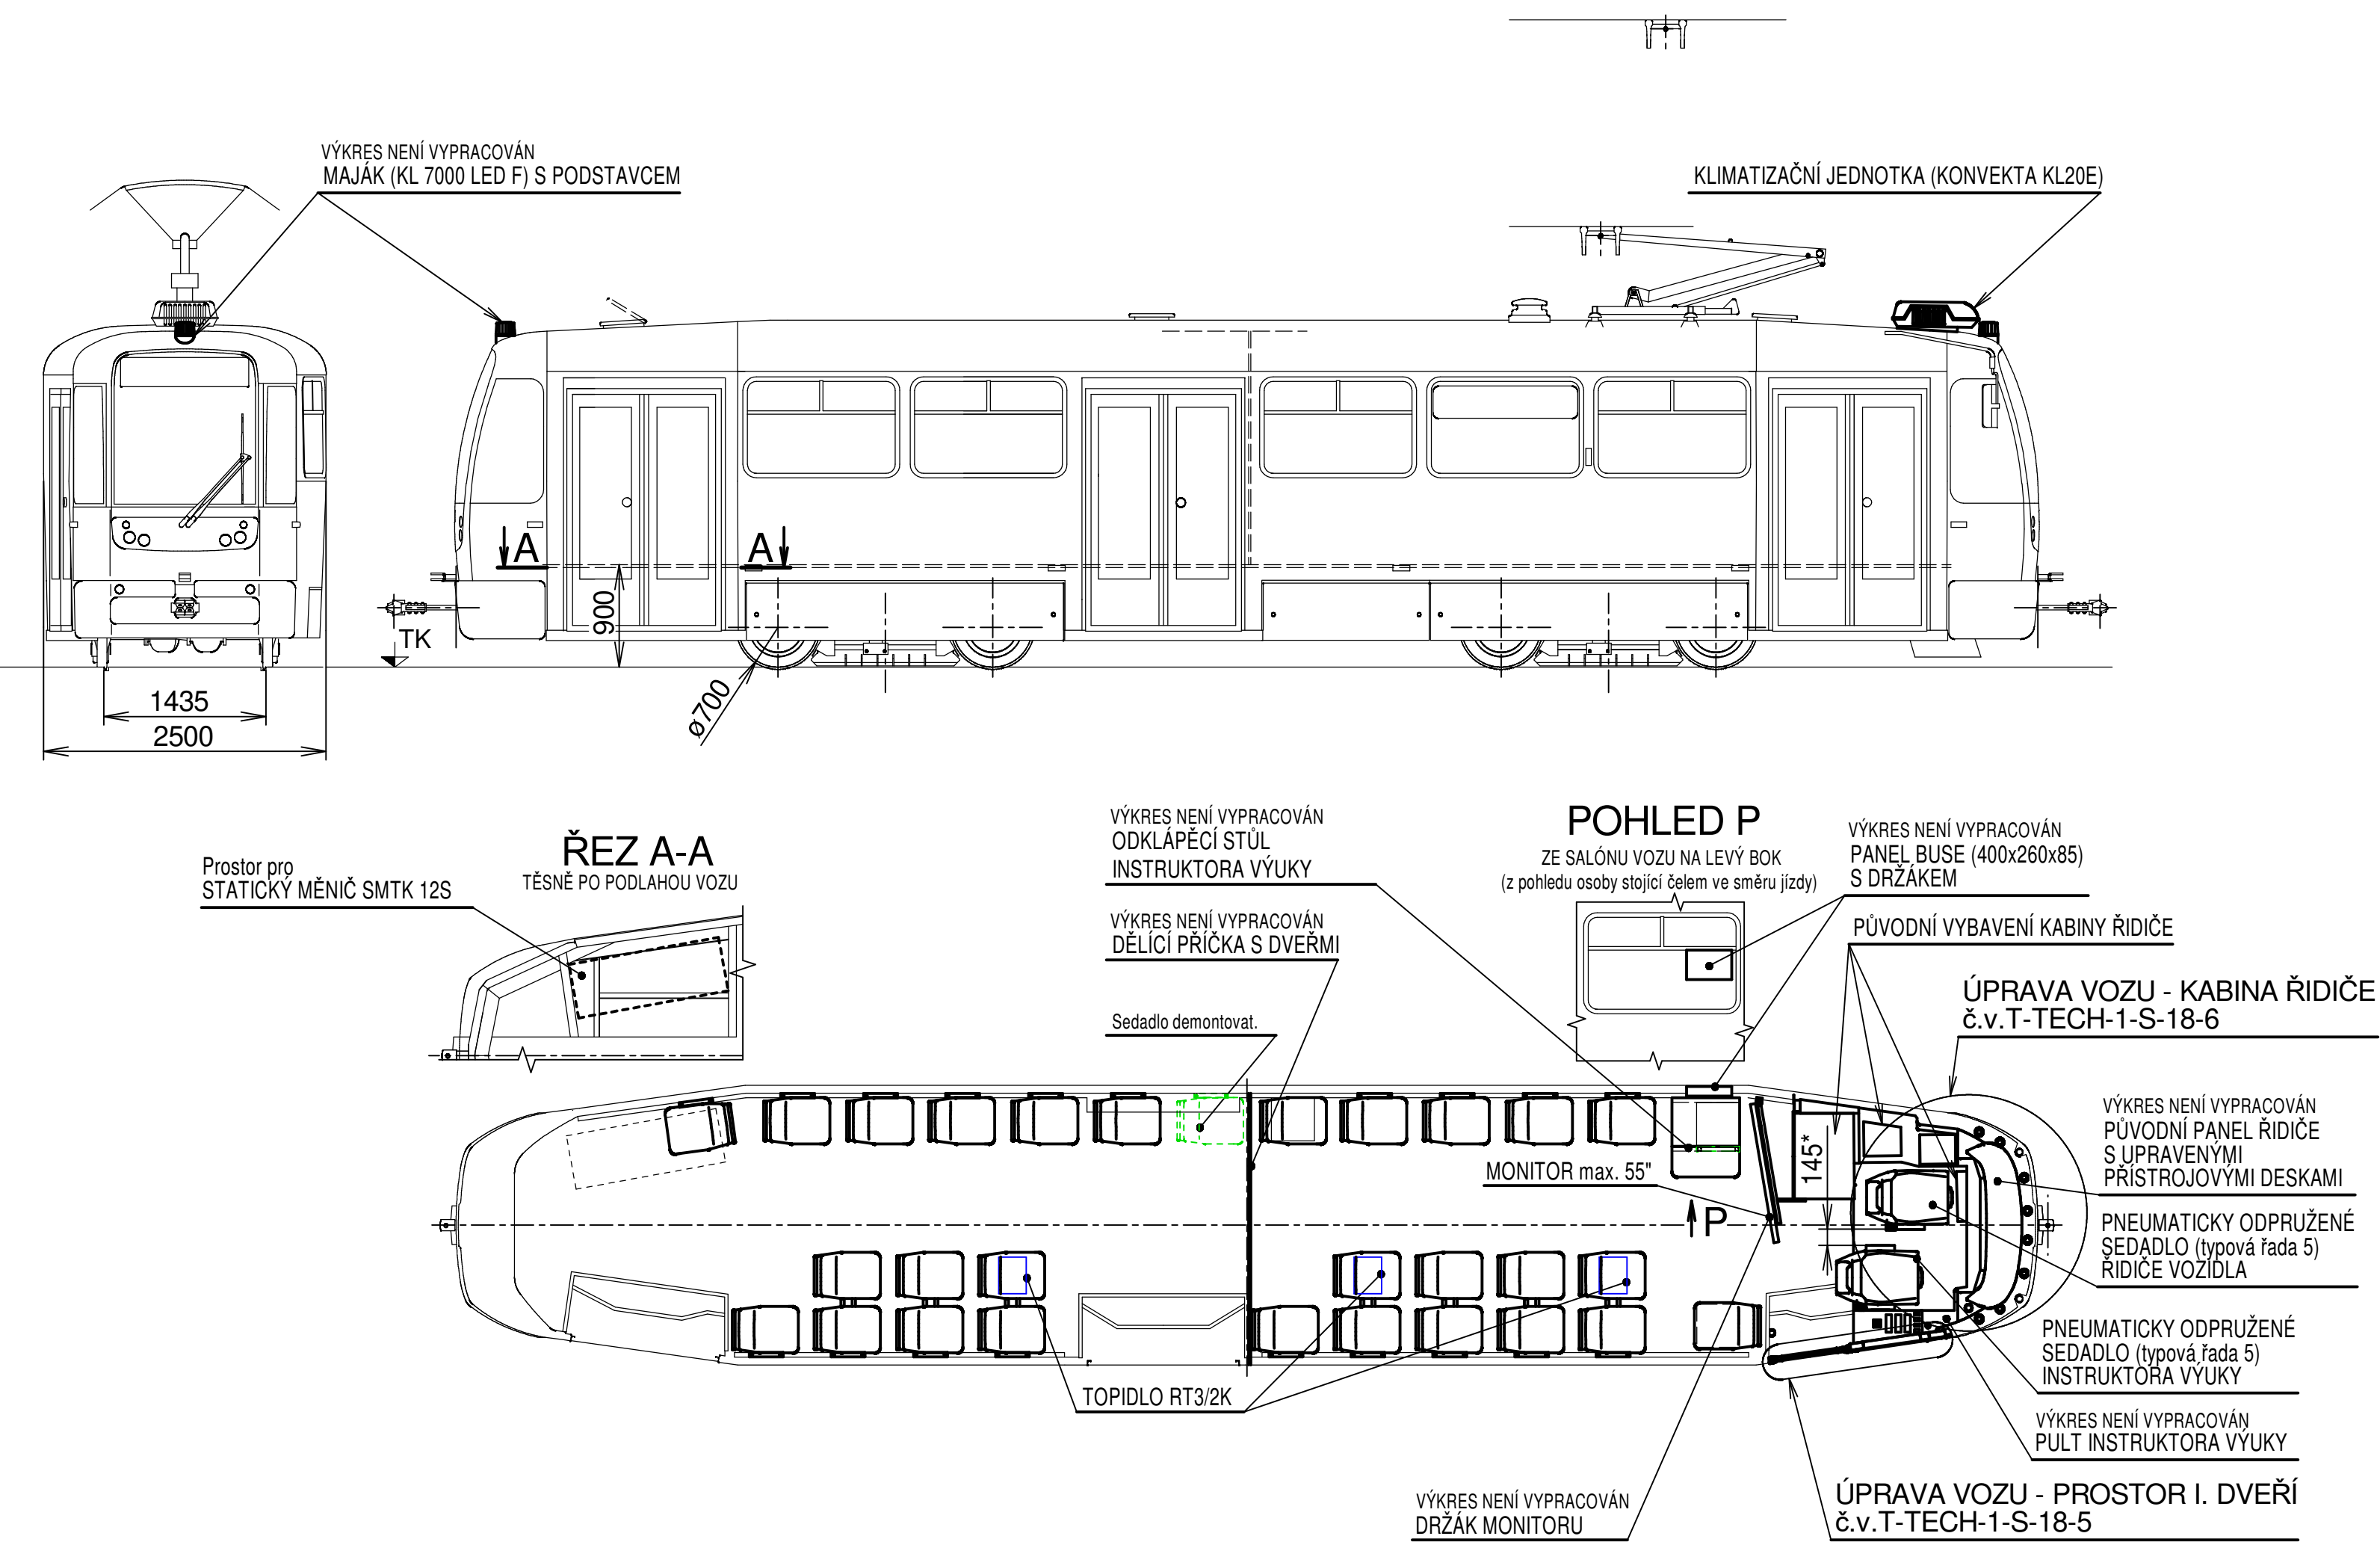 VÝKRES NENÍ VYPRACOVÁN
MAJÁK (KL 7000 LED F) S PODSTAVCEM
KLIMATIZAČNÍ JEDNOTKA (KONVEKTA KL20E)
A
A
900
TK
1435
2500
ø700
Prostor pro
STATICKÝ MĚNIČ SMTK 12S
ŘEZ A-A
TĚSNĚ PO PODLAHOU VOZU
VÝKRES NENÍ VYPRACOVÁN
ODKLÁPĚCÍ STŮL
INSTRUKTORA VÝUKY
VÝKRES NENÍ VYPRACOVÁN
DĚLÍCÍ PŘÍČKA S DVEŘMI
Sedadlo demontovat.
POHLED P
ZE SALÓNU VOZU NA LEVÝ BOK
(z pohledu osoby stojící čelem ve směru jízdy)
VÝKRES NENÍ VYPRACOVÁN
PANEL BUSE (400x260x85)
S DRŽÁKEM
PŮVODNÍ VYBAVENÍ KABINY ŘIDIČE
ÚPRAVA VOZU - KABINA ŘIDIČE
č.v.T-TECH-1-S-18-6
VÝKRES NENÍ VYPRACOVÁN
PŮVODNÍ PANEL ŘIDIČE
S UPRAVENÝMI
PŘÍSTROJOVÝMI DESKAMI
MONITOR max. 55"
145*
P
PNEUMATICKY ODPRUŽENÉ
SEDADLO (typová řada 5)
ŘIDIČE VOZIDLA
PNEUMATICKY ODPRUŽENÉ
SEDADLO (typová řada 5)
INSTRUKTORA VÝUKY
TOPIDLO RT3/2K
VÝKRES NENÍ VYPRACOVÁN
PULT INSTRUKTORA VÝUKY
VÝKRES NENÍ VYPRACOVÁN
DRŽÁK MONITORU
ÚPRAVA VOZU - PROSTOR I. DVEŘÍ
č.v.T-TECH-1-S-18-5